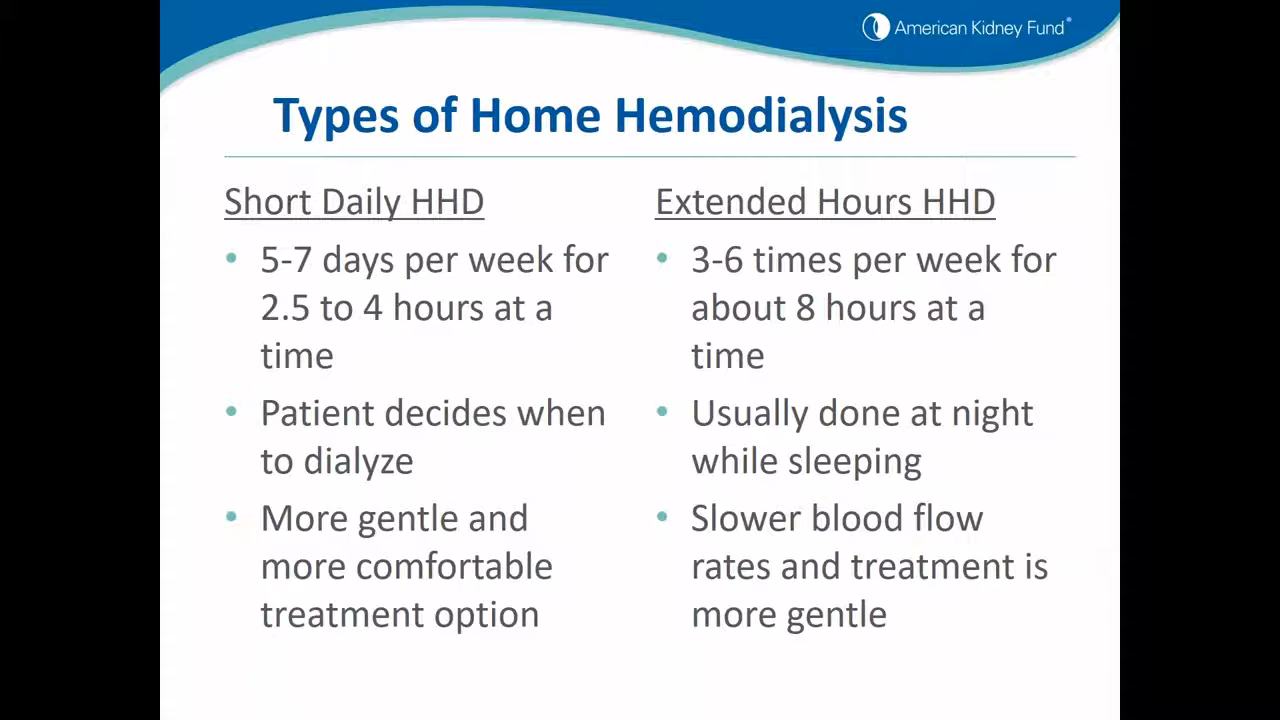 American Kidney Fund®
Types of Home Hemodialysis
Short Daily HHD
• 5-7 days per week for
2.5 to 4 hours at a
time
• Patient decides when
to dialyze
• More gentle and
more comfortable
treatment option
Extended Hours HHD
• 3-6 times per week for
about 8 hours at a
time
• Usually done at night
while sleeping
• Slower blood flow
rates and treatment is
more gentle